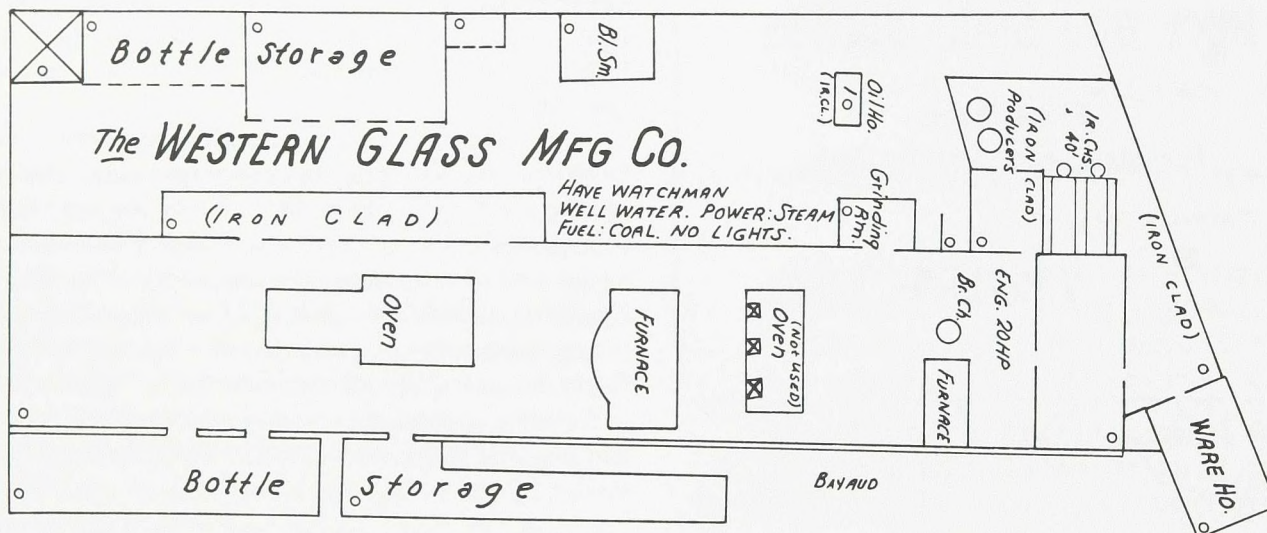 Bottle Storage
Bl. Sm.
Oil Ho.
1
(IR. CL.)
(IRON CLAD)
Producers
IR. CHS.
40'
The WESTERN GLASS MFG CO.
(IRON CLAD)
HAVE WATCHMAN
WELL WATER. POWER: STEAM
FUEL: COAL. NO LIGHTS.
Grinding
Rm.
(IRON CLAD)
Oven
FURNACE
(Not USED)
Oven
Br. Ch.
ENG. 20HP
FURNACE
WARE HO.
Bottle Storage
BAYAUD